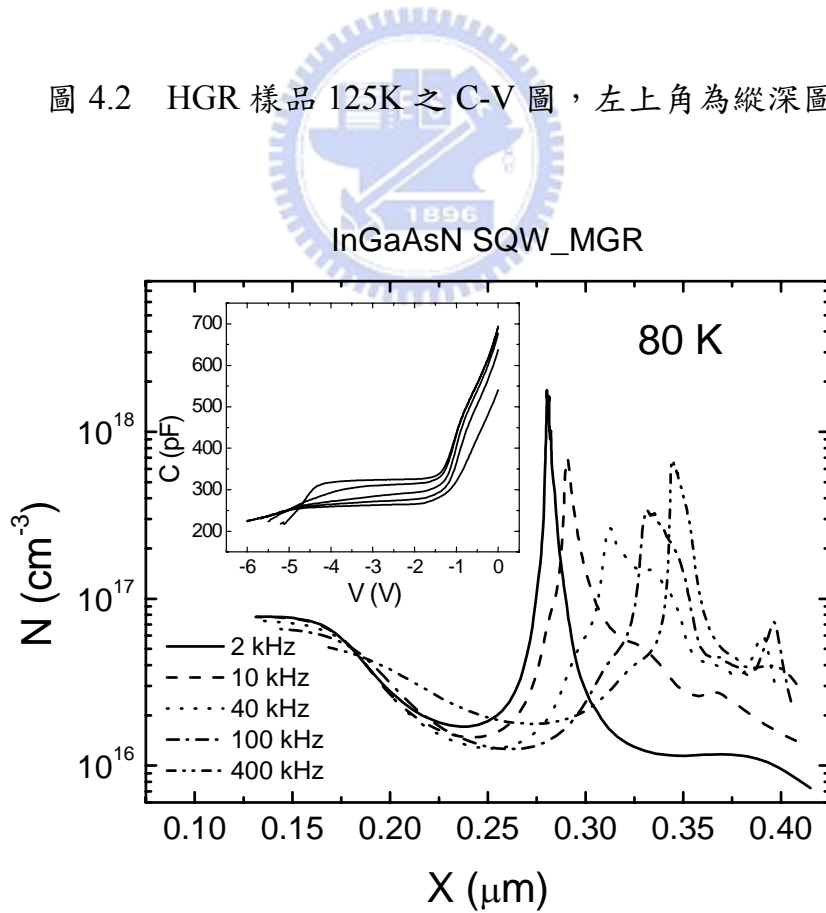 圖 4.2 HGR 樣品 125K 之 C-V 圖，左上角為縱深圖
1896
InGaAsN SQW_MGR
80 K
700
600
500
400
300
200
C (pF)
-6 -5 -4 -3 -2 -1 0
V (V)
10^18
10^17
10^16
N (cm^-3)
2 kHz
10 kHz
40 kHz
100 kHz
400 kHz
0.10 0.15 0.20 0.25 0.30 0.35 0.40
X (μm)